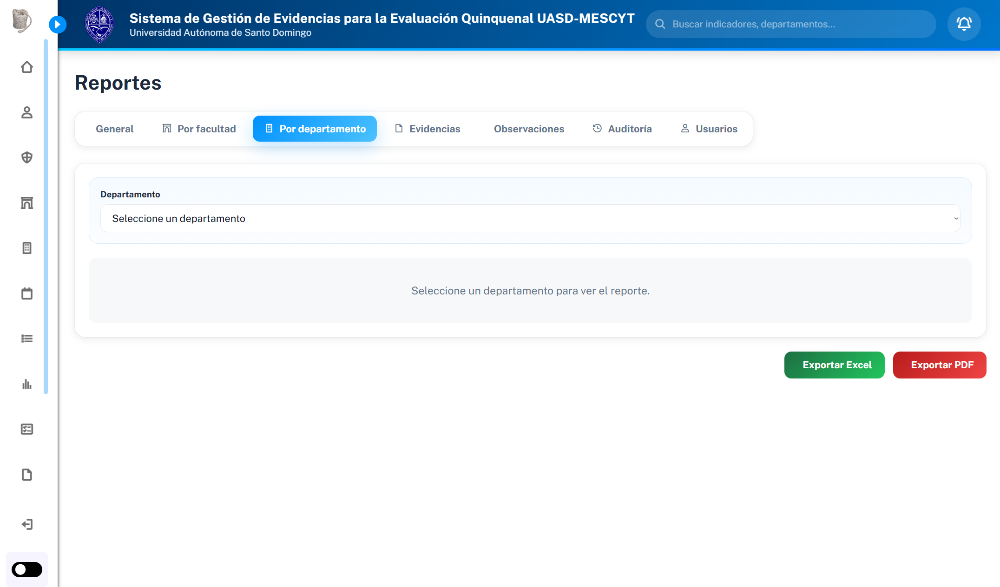 Sistema de Gestión de Evidencias para la Evaluación Quinquenal UASD-MESCYT
Universidad Autónoma de Santo Domingo
Buscar indicadores, departamentos...
Reportes
General
Por facultad
Por departamento
Evidencias
Observaciones
Auditoría
Usuarios
Departamento
Seleccione un departamento
Seleccione un departamento para ver el reporte.
Exportar Excel
Exportar PDF